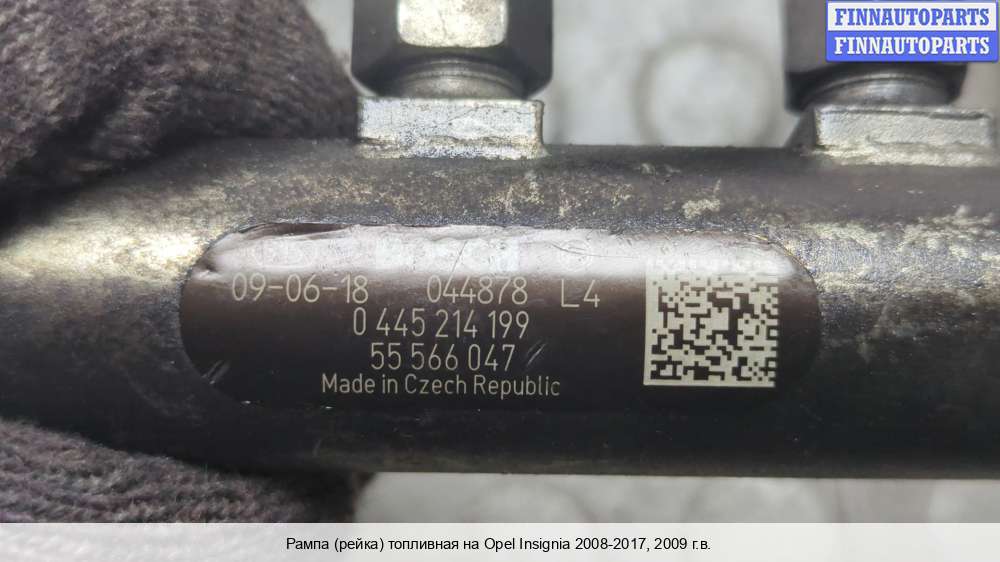 FINNAUTOPARTS
FINNAUTOPARTS
09-06-18 044878 L4
0 445 214 199
55 566 047
Made in Czech Republic
Рампа (рейка) топливная на Opel Insignia 2008-2017, 2009 г.в.